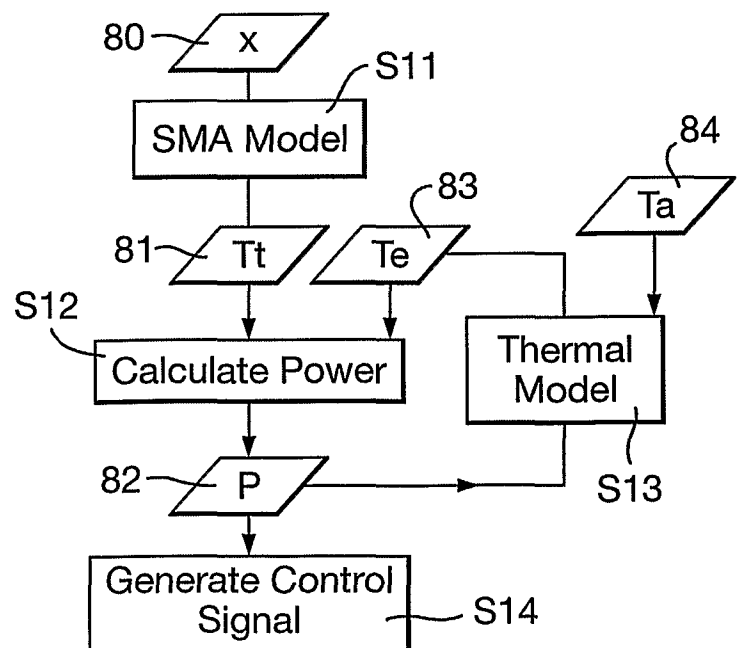 80
x
S11
SMA Model
84
83
Ta
81
Tt
Te
S12
Calculate Power
Thermal
Model
82
P
S13
Generate Control
Signal
S14